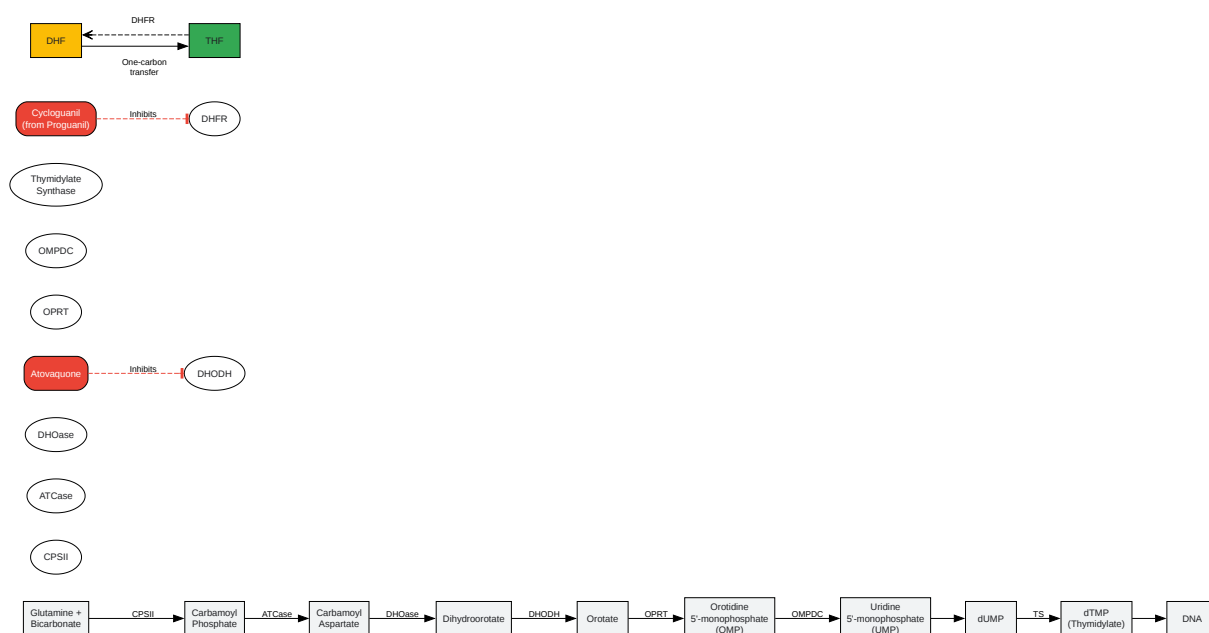 DHFR
DHF
THF
One-carbon
transfer
Cycloguanil
(from Proguanil)
Inhibits
DHFR
Thymidylate
Synthase
OMPDC
OPRT
Atovaquone
Inhibits
DHODH
DHOase
ATCase
CPSII
Glutamine +
Bicarbonate
CPSII
Carbamoyl
Phosphate
ATCase
Carbamoyl
Aspartate
DHOase
Dihydroorotate
DHODH
Orotate
OPRT
Orotidine
5'-monophosphate
(OMP)
OMPDC
Uridine
5'-monophosphate
(UMP)
dUMP
TS
dTMP
(Thymidylate)
DNA